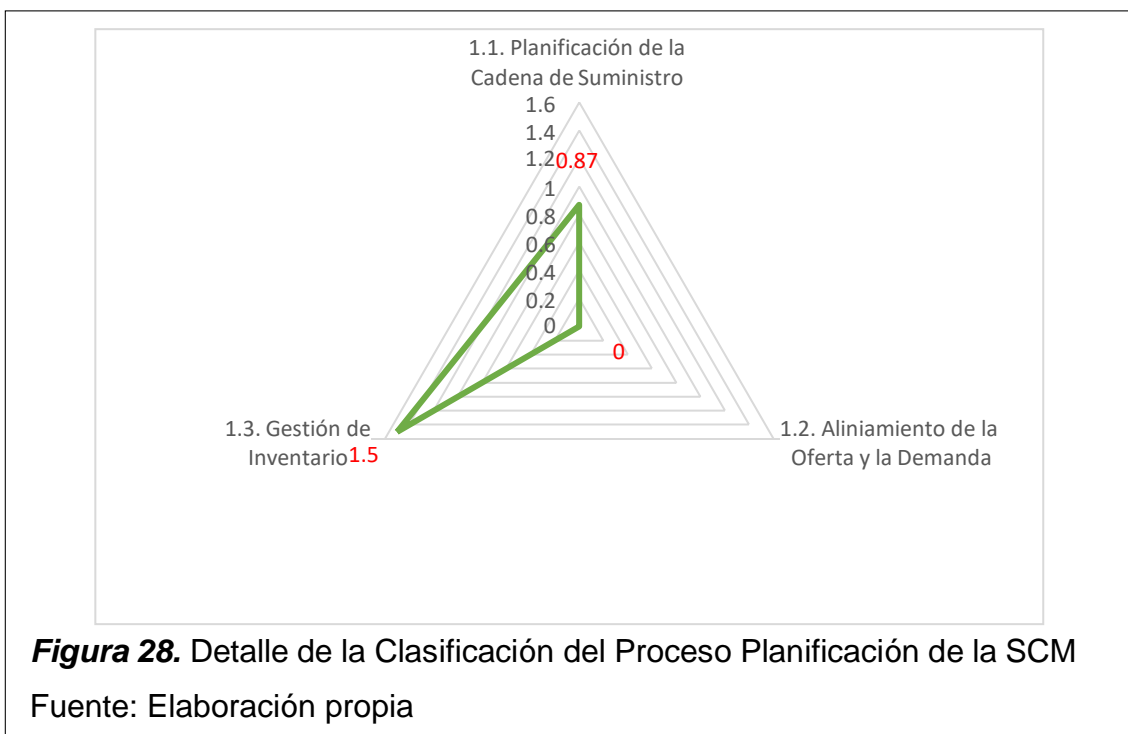 1.1. Planificación de la
Cadena de Suministro
1.6
1.4
1.2
0.87
1
0.8
0.6
0.4
0.2
0
0
1.3. Gestión de
Inventario
1.5
1.2. Aliniamiento de la
Oferta y la Demanda
Figura 28. Detalle de la Clasificación del Proceso Planificación de la SCM
Fuente: Elaboración propia